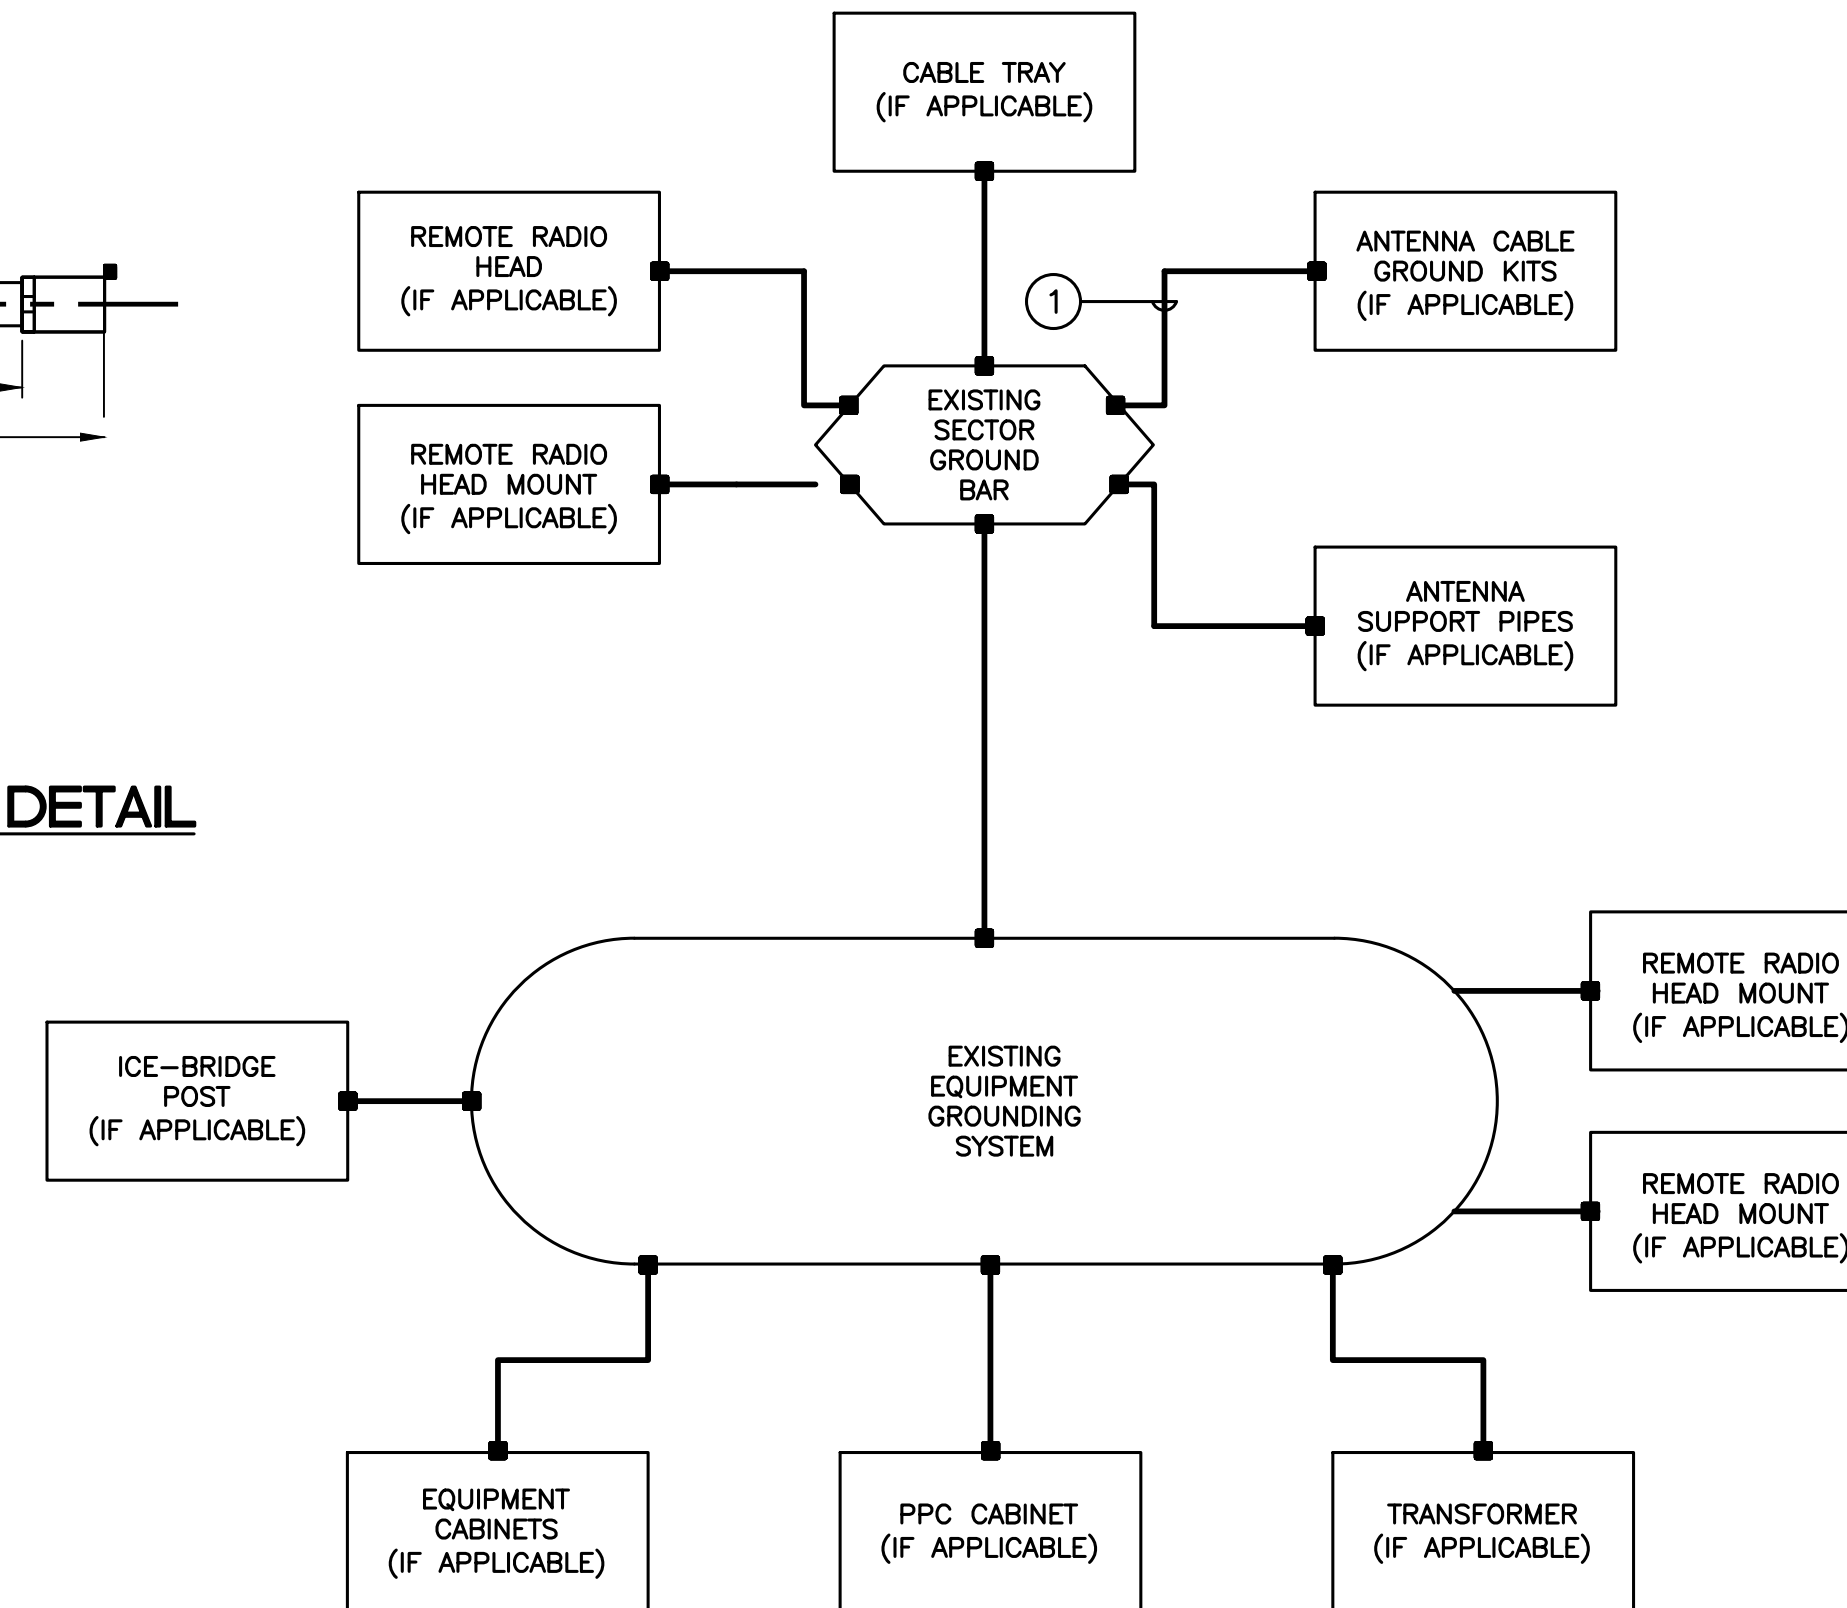 CABLE TRAY
(IF APPLICABLE)
REMOTE RADIO
HEAD
(IF APPLICABLE)
ANTENNA CABLE
GROUND KITS
(IF APPLICABLE)
1
REMOTE RADIO
HEAD MOUNT
(IF APPLICABLE)
EXISTING
SECTOR
GROUND
BAR
ANTENNA
SUPPORT PIPES
(IF APPLICABLE)
DETAIL
REMOTE RADIO
HEAD MOUNT
(IF APPLICABLE)
ICE-BRIDGE
POST
(IF APPLICABLE)
EXISTING
EQUIPMENT
GROUNDING
SYSTEM
REMOTE RADIO
HEAD MOUNT
(IF APPLICABLE)
EQUIPMENT
CABINETS
(IF APPLICABLE)
PPC CABINET
(IF APPLICABLE)
TRANSFORMER
(IF APPLICABLE)